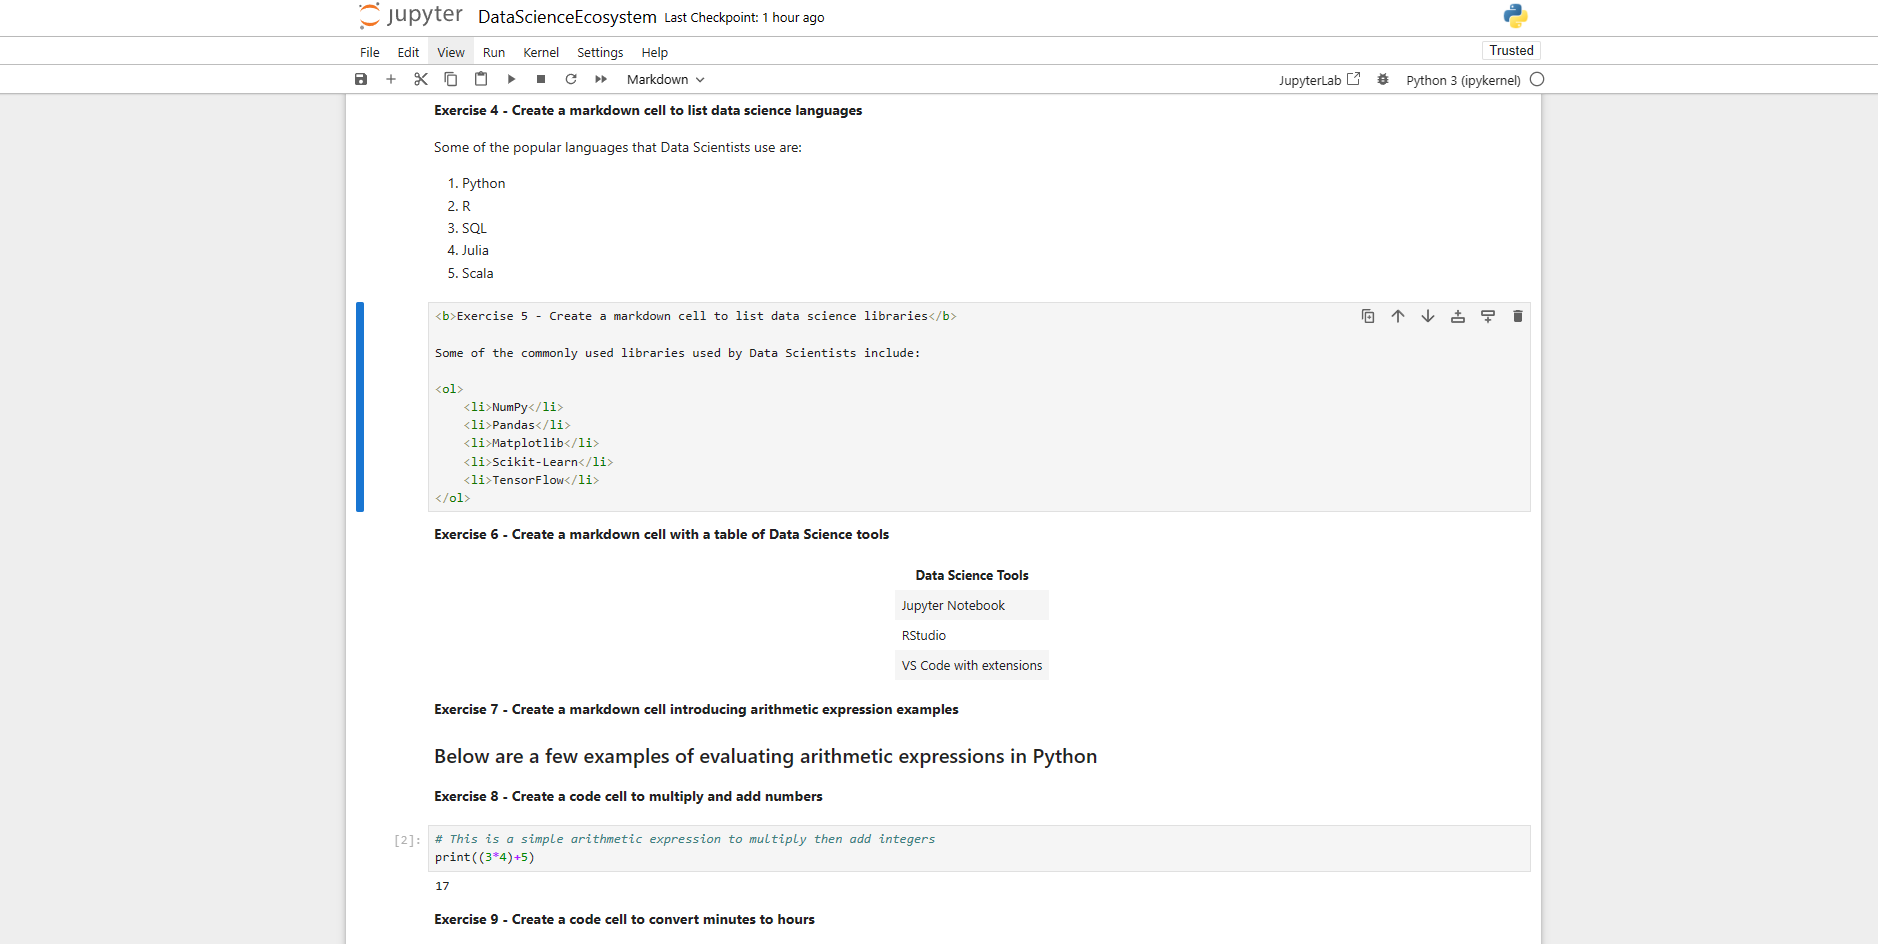 jupyter DataScienceEcosystem Last Checkpoint: 1 hour ago
File Edit View Run Kernel Settings Help Trusted
Markdown JupyterLab Python 3 (ipykernel)
Exercise 4 - Create a markdown cell to list data science languages
Some of the popular languages that Data Scientists use are:
1. Python
2. R
3. SQL
4. Julia
5. Scala
<b>Exercise 5 - Create a markdown cell to list data science libraries</b>
Some of the commonly used libraries used by Data Scientists include:
<ol>
    <li>NumPy</li>
    <li>Pandas</li>
    <li>Matplotlib</li>
    <li>Scikit-Learn</li>
    <li>TensorFlow</li>
</ol>
Exercise 6 - Create a markdown cell with a table of Data Science tools
Data Science Tools
Jupyter Notebook
RStudio
VS Code with extensions
Exercise 7 - Create a markdown cell introducing arithmetic expression examples
Below are a few examples of evaluating arithmetic expressions in Python
Exercise 8 - Create a code cell to multiply and add numbers
[2]: # This is a simple arithmetic expression to multiply then add integers
print((3*4)+5)
17
Exercise 9 - Create a code cell to convert minutes to hours